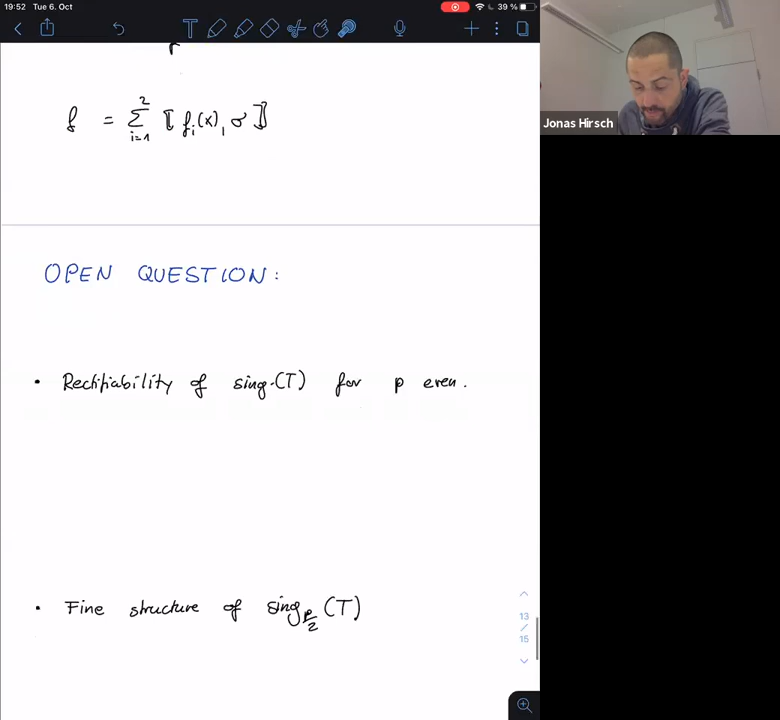 19:52 Tue 6. Oct
39 %
Jonas Hirsch
f = Σ_{i=1}^{2} ⟦ f_i(x), σ ⟧
OPEN QUESTION:
• Rectifiability of sing(T) for p even.
• Fine structure of sing_{p/2}(T)
13
/
15